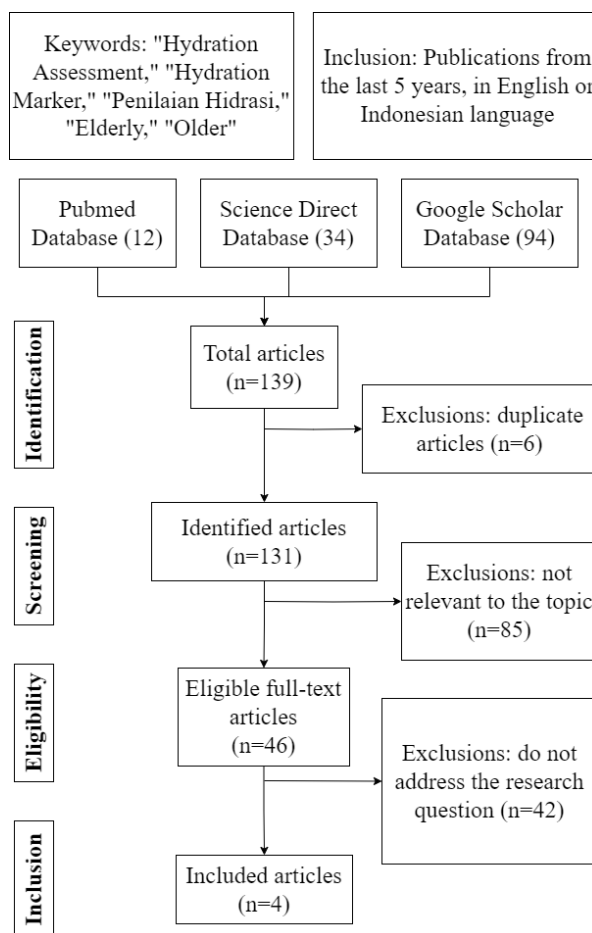 Keywords: "Hydration
Assessment," "Hydration
Marker," "Penilaian Hidrasi,"
"Elderly," "Older"
Inclusion: Publications from
the last 5 years, in English or
Indonesian language
Pubmed
Database (12)
Science Direct
Database (34)
Google Scholar
Database (94)
Identification
Total articles
(n=139)
Exclusions: duplicate
articles (n=6)
Screening
Identified articles
(n=131)
Exclusions: not
relevant to the topic
(n=85)
Eligibility
Eligible full-text
articles
(n=46)
Exclusions: do not
address the research
question (n=42)
Inclusion
Included articles
(n=4)